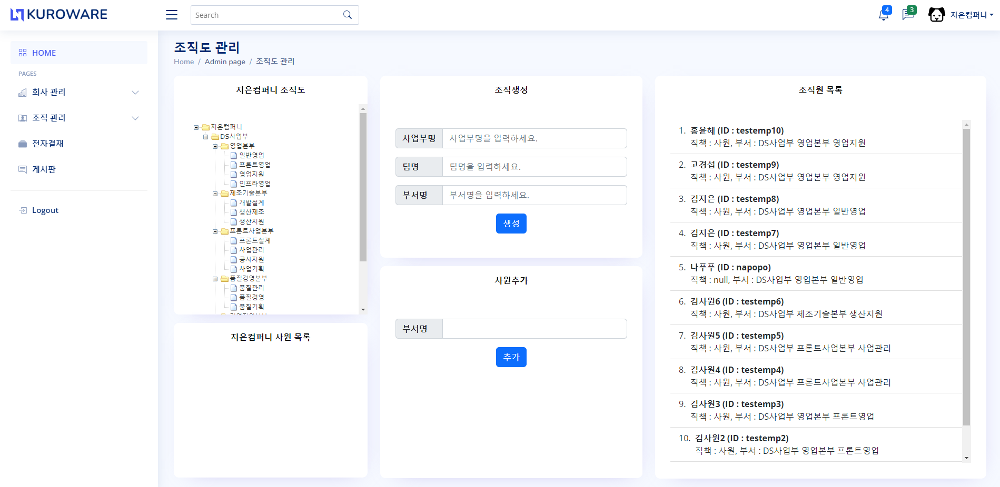 KUROWARE
Search
4
3
지은컴퍼니
HOME
PAGES
회사 관리
조직 관리
전자결재
게시판
Logout
조직도 관리
Home / Admin page / 조직도 관리
지은컴퍼니 조직도
지은컴퍼니
DS사업부
영업본부
일반영업
프론트영업
영업지원
인프라영업
제조기술본부
개발설계
생산제조
생산지원
프론트사업본부
프론트설계
사업관리
공사지원
사업기획
품질경영본부
품질관리
품질경영
품질기획
지은컴퍼니 사원 목록
조직생성
사업부명 사업부명을 입력하세요.
팀명 팀명을 입력하세요.
부서명 부서명을 입력하세요.
생성
사원추가
부서명
추가
조직원 목록
1. 홍윤혜 (ID : testemp10)
직책 : 사원, 부서 : DS사업부 영업본부 영업지원
2. 고경섭 (ID : testemp9)
직책 : 사원, 부서 : DS사업부 영업본부 영업지원
3. 김지은 (ID : testemp8)
직책 : 사원, 부서 : DS사업부 영업본부 일반영업
4. 김지은 (ID : testemp7)
직책 : 사원, 부서 : DS사업부 영업본부 일반영업
5. 나푸푸 (ID : napopo)
직책 : null, 부서 : DS사업부 영업본부 일반영업
6. 김사원6 (ID : testemp6)
직책 : 사원, 부서 : DS사업부 제조기술본부 생산지원
7. 김사원5 (ID : testemp5)
직책 : 사원, 부서 : DS사업부 프론트사업본부 사업관리
8. 김사원4 (ID : testemp4)
직책 : 사원, 부서 : DS사업부 프론트사업본부 사업관리
9. 김사원3 (ID : testemp3)
직책 : 사원, 부서 : DS사업부 영업본부 프론트영업
10. 김사원2 (ID : testemp2)
직책 : 사원, 부서 : DS사업부 영업본부 프론트영업